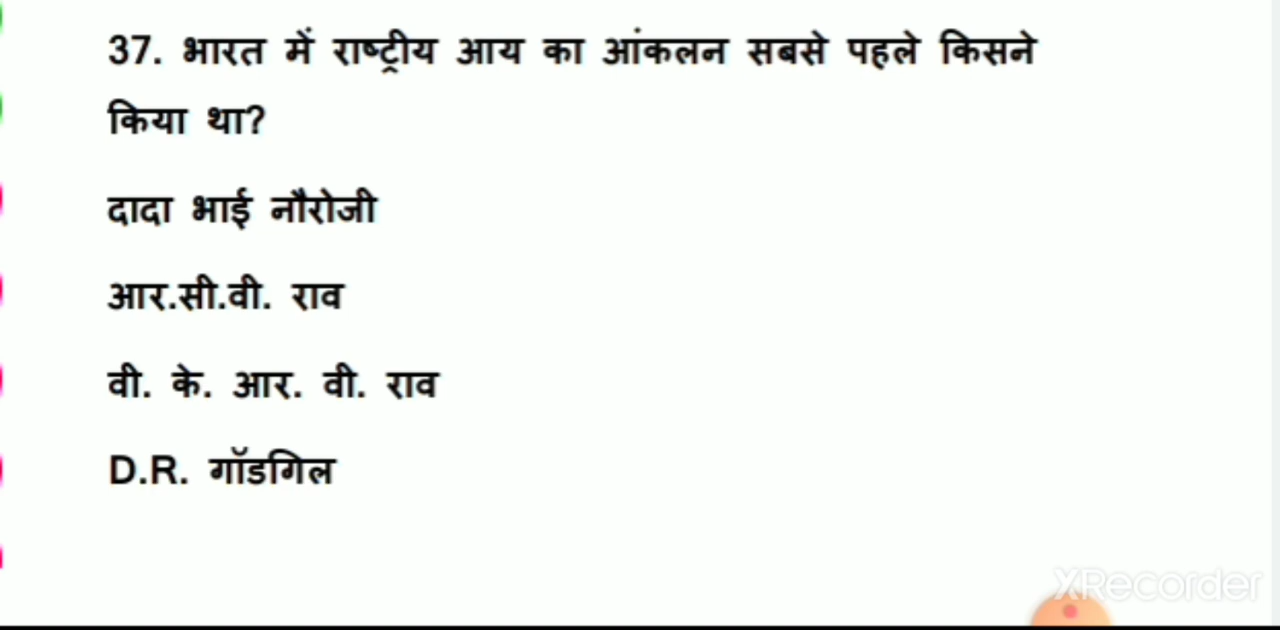 37. भारत में राष्ट्रीय आय का आंकलन सबसे पहले किसने
किया था?
दादा भाई नौरोजी
आर.सी.वी. राव
वी. के. आर. वी. राव
D.R. गॉडगिल
XRecorder